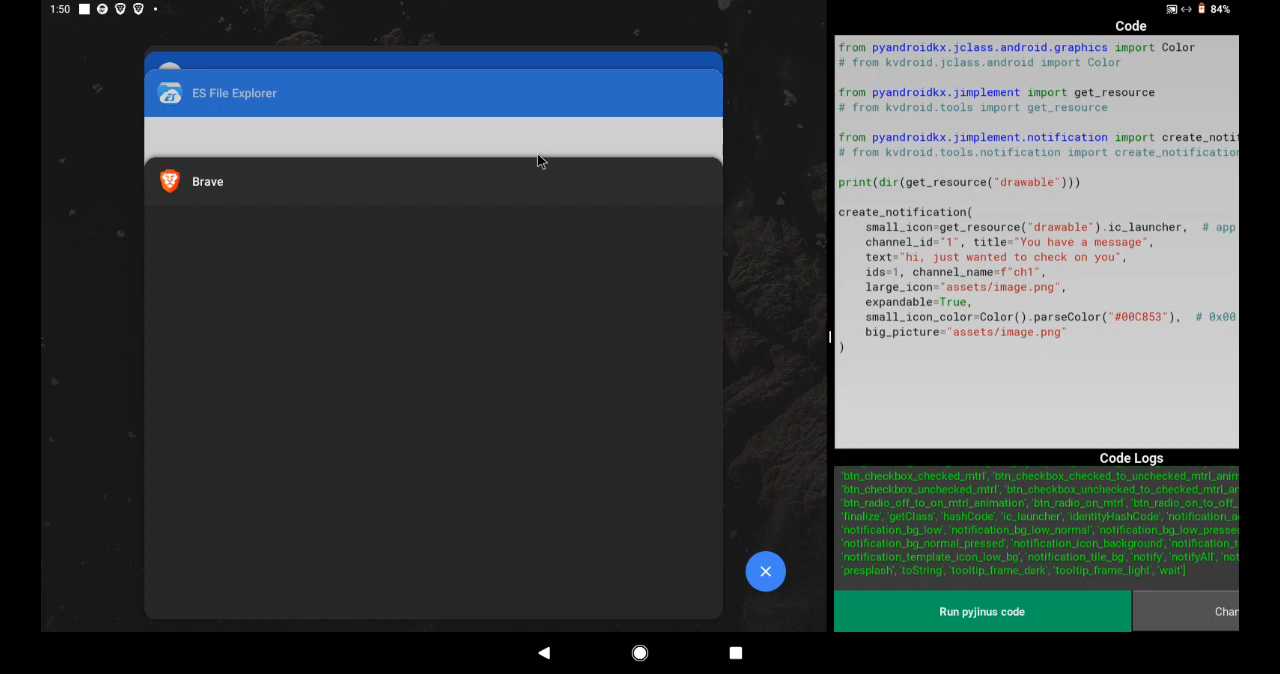 1:50
84%
ES File Explorer
Brave
Code
from pyandroidkx.jclass.android.graphics import Color
# from kvdroid.jclass.android import Color
from pyandroidkx.jimplement import get_resource
# from kvdroid.tools import get_resource
from pyandroidkx.jimplement.notification import create_notif
# from kvdroid.tools.notification import create_notification
print(dir(get_resource("drawable")))
create_notification(
small_icon=get_resource("drawable").ic_launcher,  # app
channel_id="1", title="You have a message",
text="hi, just wanted to check on you",
ids=1, channel_name=f"ch1",
large_icon="assets/image.png",
expandable=True,
small_icon_color=Color().parseColor("#00C853"),  # 0x00
big_picture="assets/image.png"
)
Code Logs
'btn_checkbox_checked_mtrl', 'btn_checkbox_checked_to_unchecked_mtrl_anim
'btn_checkbox_unchecked_mtrl', 'btn_checkbox_unchecked_to_checked_mtrl_an
'btn_radio_off_to_on_mtrl_animation', 'btn_radio_on_mtrl', 'btn_radio_on_to_off_
'finalize', 'getClass', 'hashCode', 'ic_launcher', 'identityHashCode', 'notification_a
'notification_bg_low', 'notification_bg_low_normal', 'notification_bg_low_presse
'notification_bg_normal_pressed', 'notification_icon_background', 'notification_t
'notification_template_icon_low_bg', 'notification_tile_bg', 'notify', 'notifyAll', 'not
'presplash', 'toString', 'tooltip_frame_dark', 'tooltip_frame_light', 'wait']
Run pyjinus code
Char